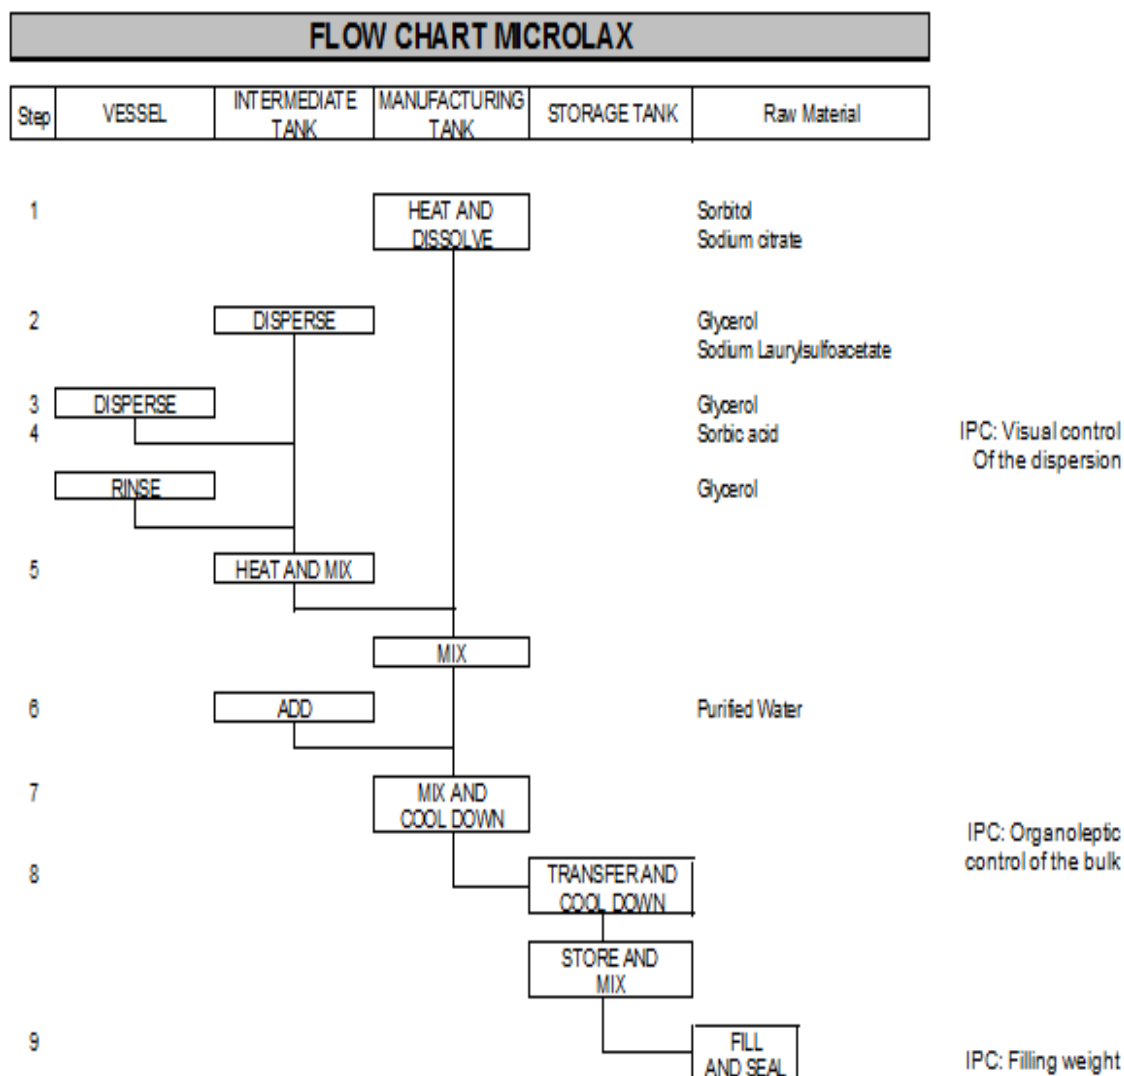 FLOW CHART MICROLAX
Step VESSEL INTERMEDIATE TANK MANUFACTURING TANK STORAGE TANK Raw Material
1 HEAT AND DISSOLVE Sorbitol
Sodium citrate
2 DISPERSE Glycerol
Sodium Laurylsulfoacetate
3 DISPERSE Glycerol
4 Sorbic acid IPC: Visual control
Of the dispersion
RINSE Glycerol
5 HEAT AND MIX
MIX
6 ADD Purified Water
7 MIX AND
COOL DOWN
IPC: Organoleptic
control of the bulk
8 TRANSFER AND
COOL DOWN
STORE AND
MIX
9 FILL
AND SEAL IPC: Filling weight